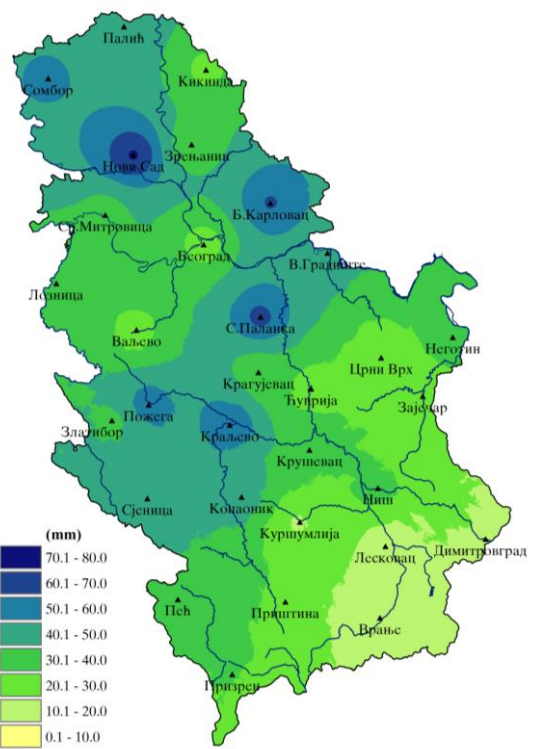 Палић
Сомбор
Кикинда
Нови Сад
Зрењанин
Б.Карловац
Ср.Митровица
Београд
В.Градиште
Лозница
С.Паланка
Ваљево
Неготин
Црни Врх
Крагујевац
Ћуприја
Зајечар
Пожега
Златибор
Краљево
Крушевац
Сјеница
Копаоник
Ниш
Куршумлија
Димитровград
Лесковац
Пећ
Приштина
Врање
Призрен
(mm)
70.1 - 80.0
60.1 - 70.0
50.1 - 60.0
40.1 - 50.0
30.1 - 40.0
20.1 - 30.0
10.1 - 20.0
0.1 - 10.0